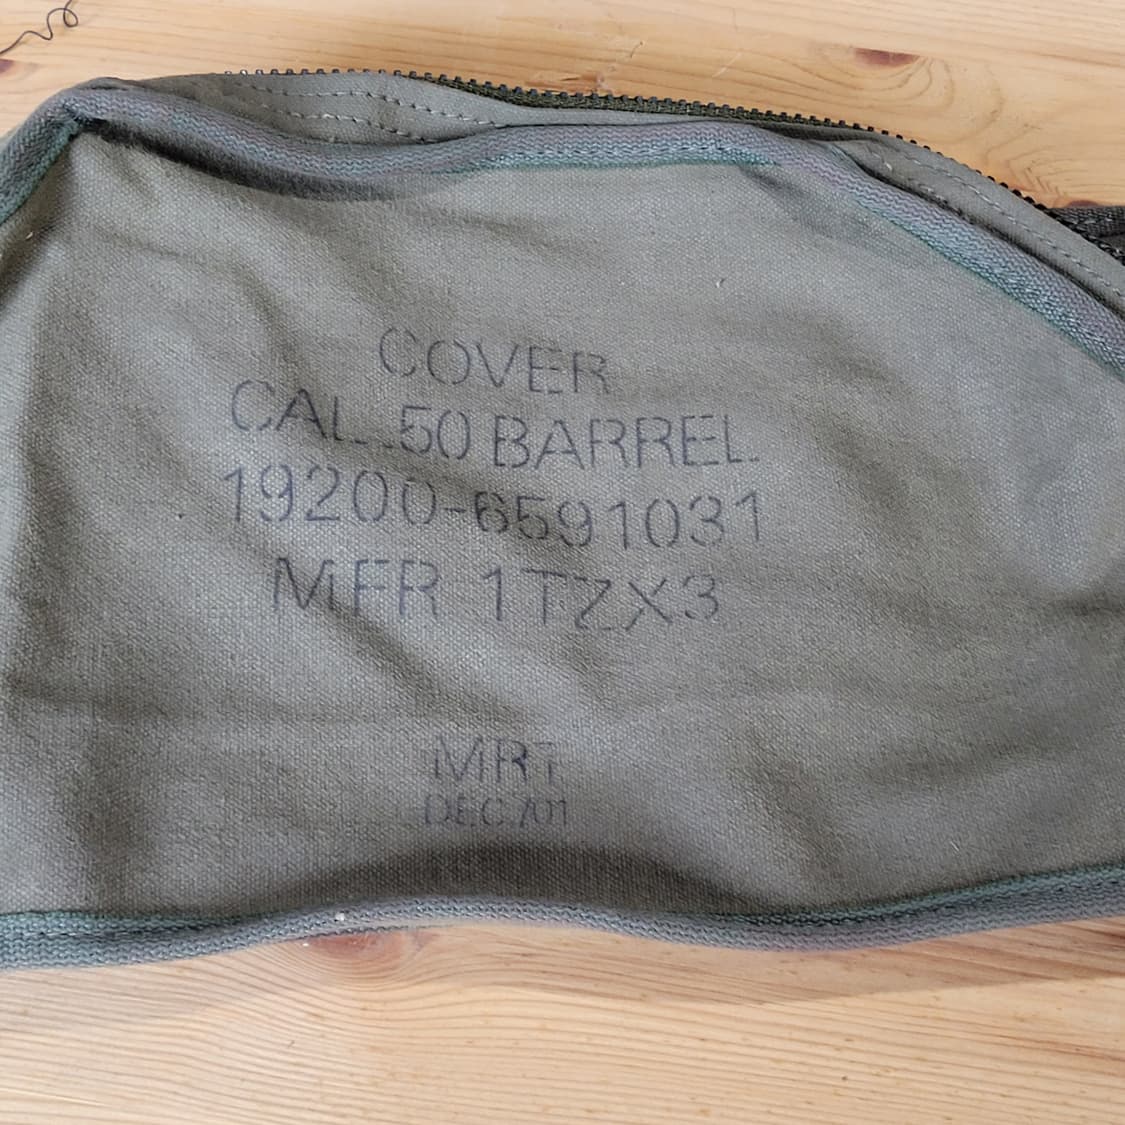 COVER
CAL .50 BARREL
19200-6591031
MFR 1TZX3
MRT
DEC/01